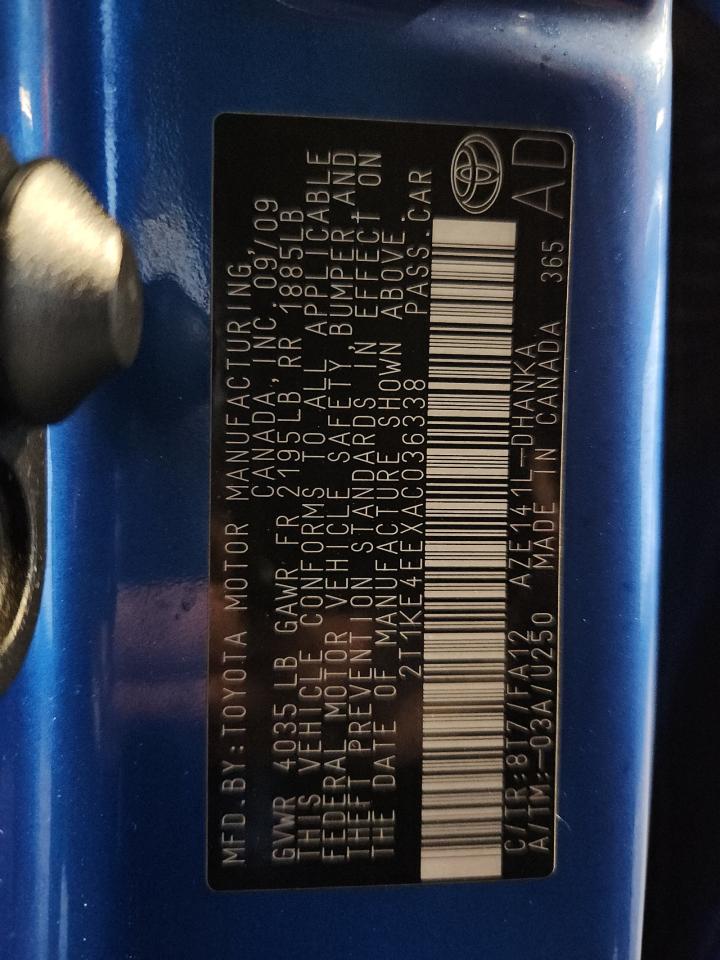 MFD.BY:TOYOTA MOTOR MANUFACTURING,
CANADA,INC.09/09
GVWR 4035LB GAWR FR 2195LB,RR 1885LB
THIS VEHICLE CONFORMS TO ALL APPLICABLE
FEDERAL MOTOR VEHICLE SAFETY,BUMPER,AND
THEFT PREVENTION STANDARDS IN EFFECT ON
THE DATE OF MANUFACTURE SHOWN ABOVE.
2T1KE4EEXAC036338 PASS.CAR
C/TR:8T7/FA12 AZE141L-DHANKA
A/TM:-03A/U250 MADE IN CANADA 365
AD